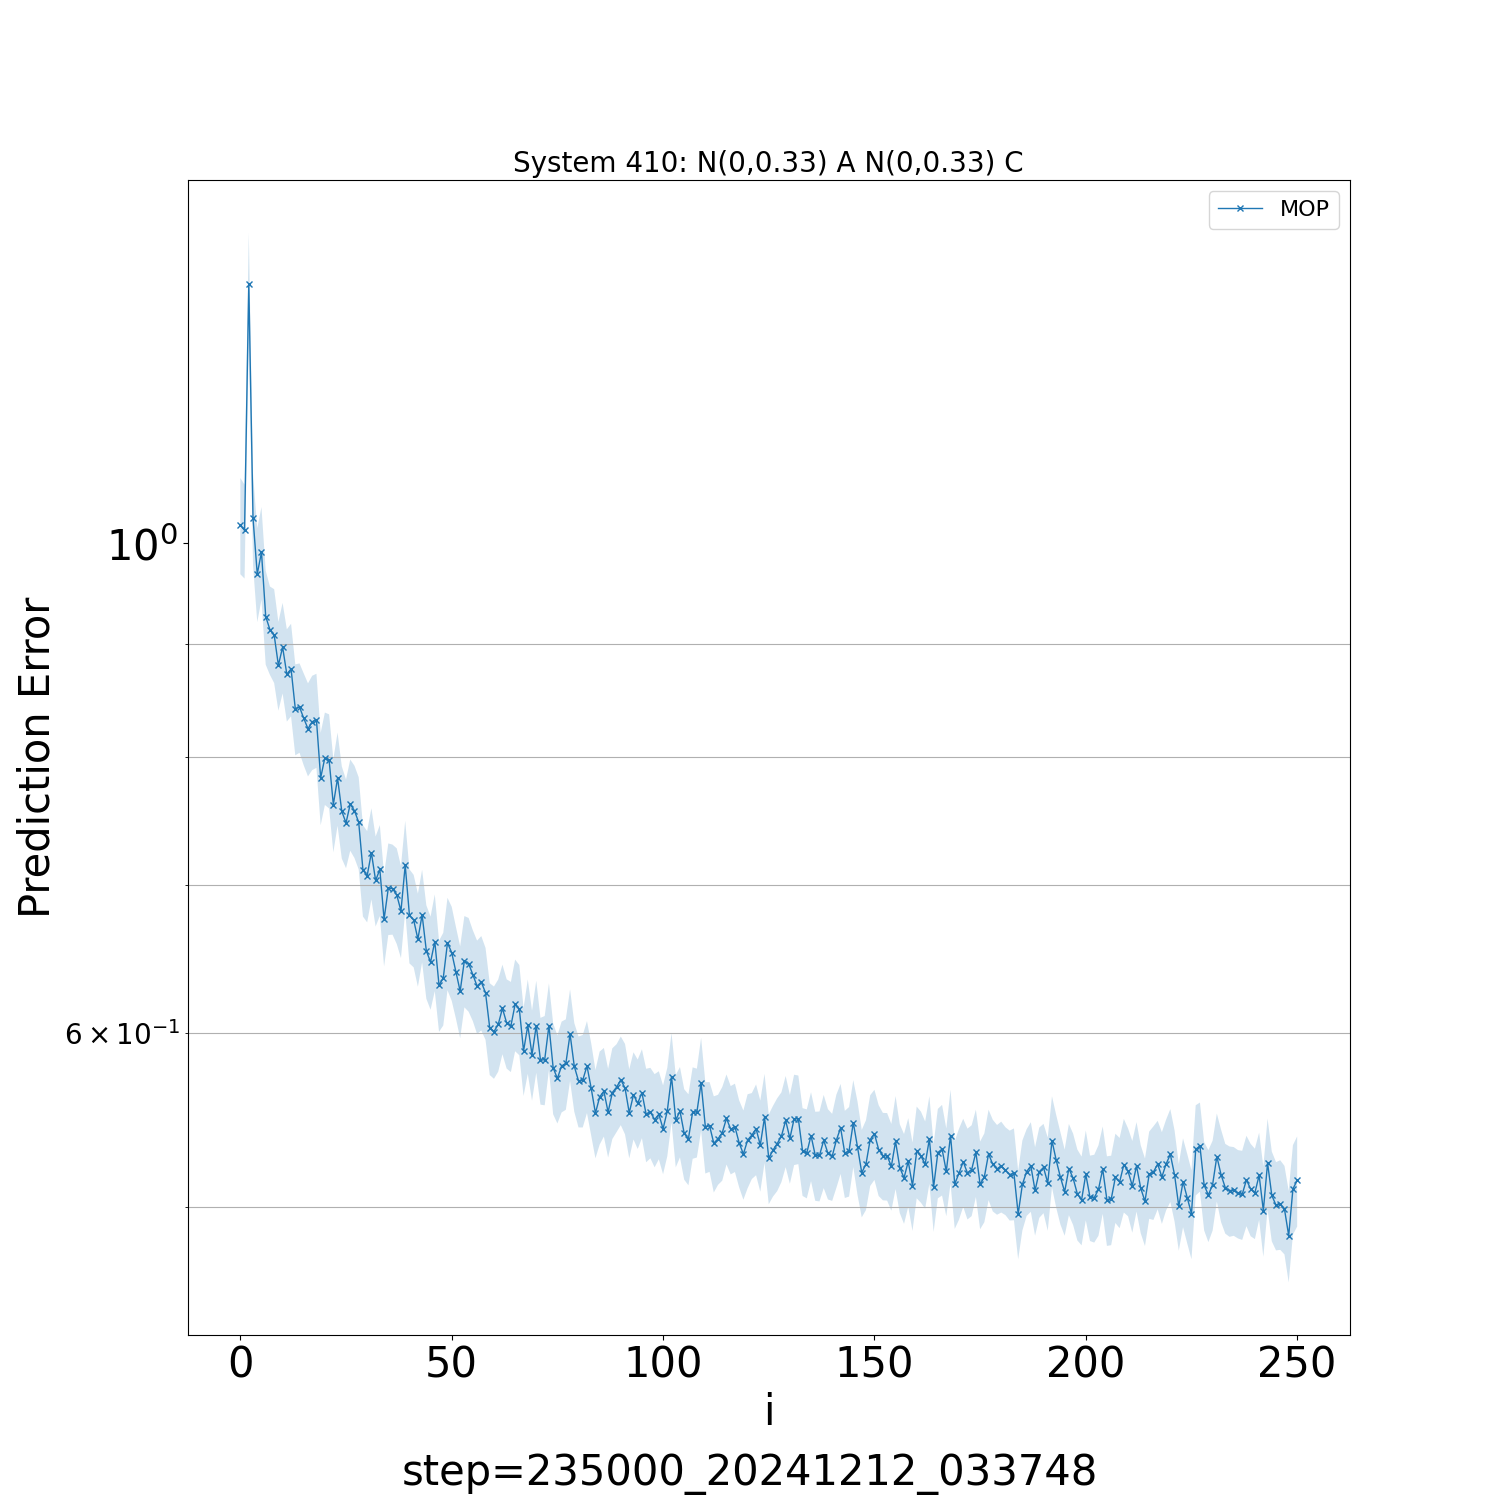 System 410: N(0,0.33) A N(0,0.33) C
MOP
Prediction Error
10⁰
6 × 10⁻¹
0 50 100 150 200 250
i
step=235000_20241212_033748